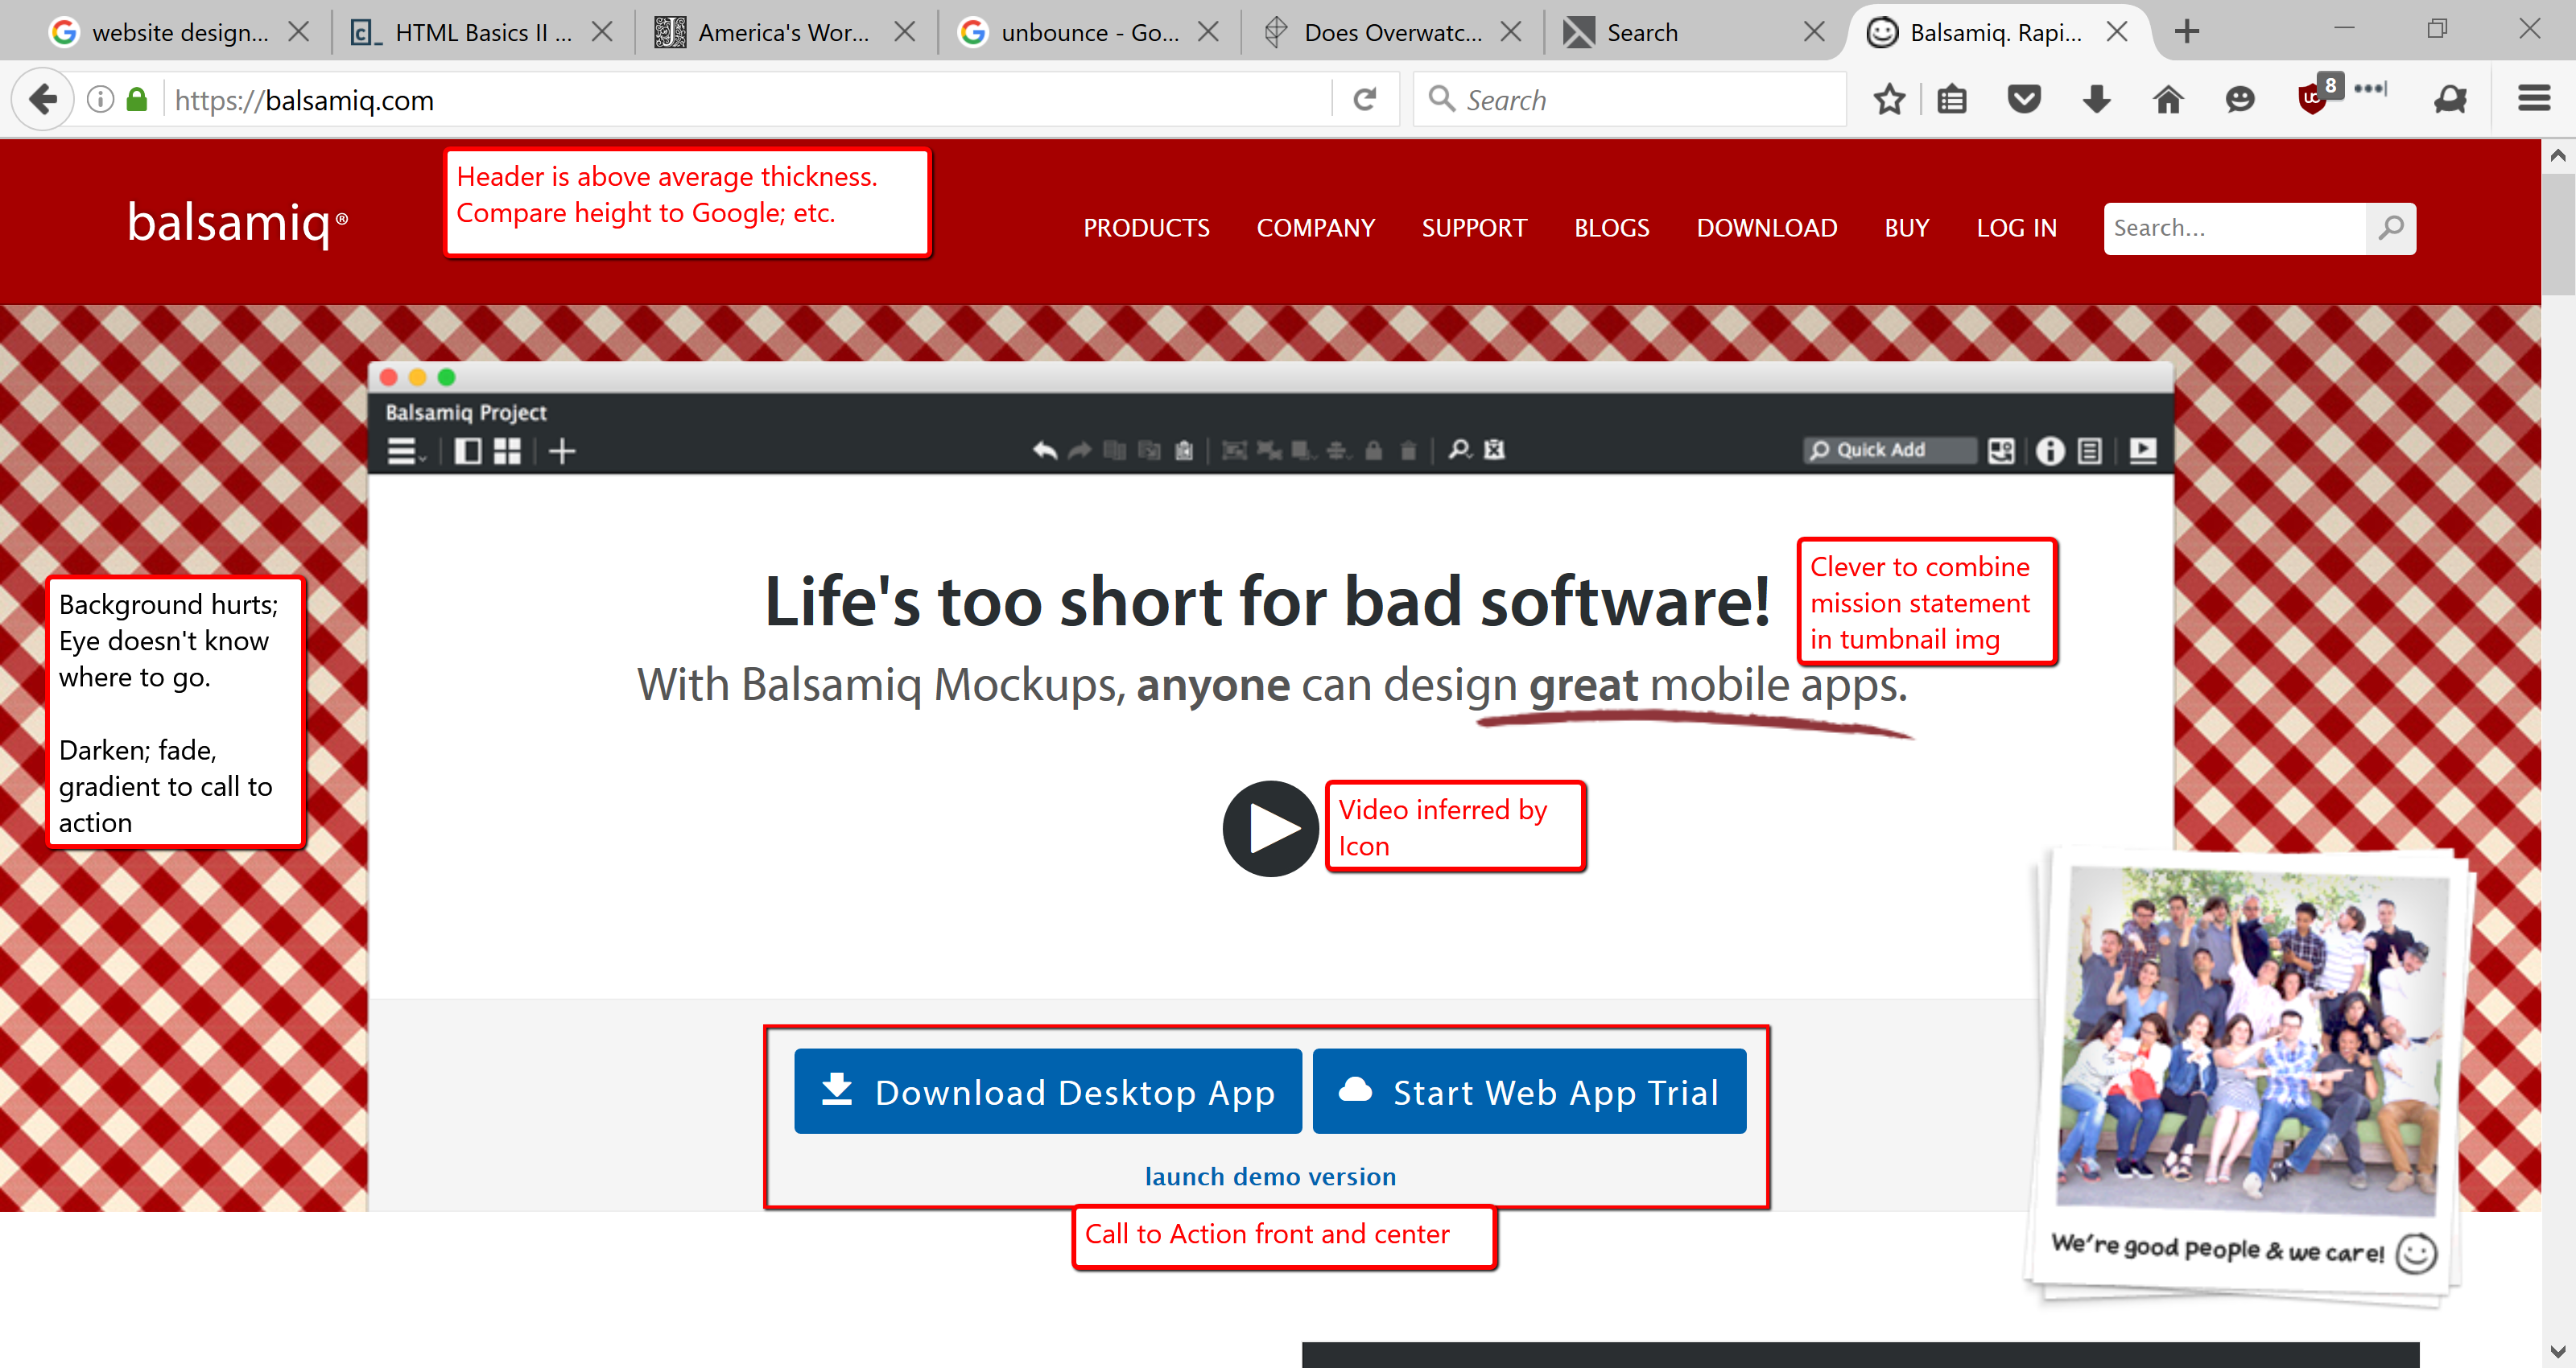 website design...
c_
HTML Basics II ...
America's Wor...
unbounce - Go...
Does Overwatc...
Search
Balsamiq. Rapi...
https://balsamiq.com
Search
8
balsamiq®
Header is above average thickness.
Compare height to Google; etc.
PRODUCTS
COMPANY
SUPPORT
BLOGS
DOWNLOAD
BUY
LOG IN
Search...
Balsamiq Project
Quick Add
Life's too short for bad software!
With Balsamiq Mockups, anyone can design great mobile apps.
Clever to combine
mission statement
in tumbnail img
Background hurts;
Eye doesn't know
where to go.
Darken; fade,
gradient to call to
action
Video inferred by
Icon
Download Desktop App
Start Web App Trial
launch demo version
Call to Action front and center
We're good people & we care!